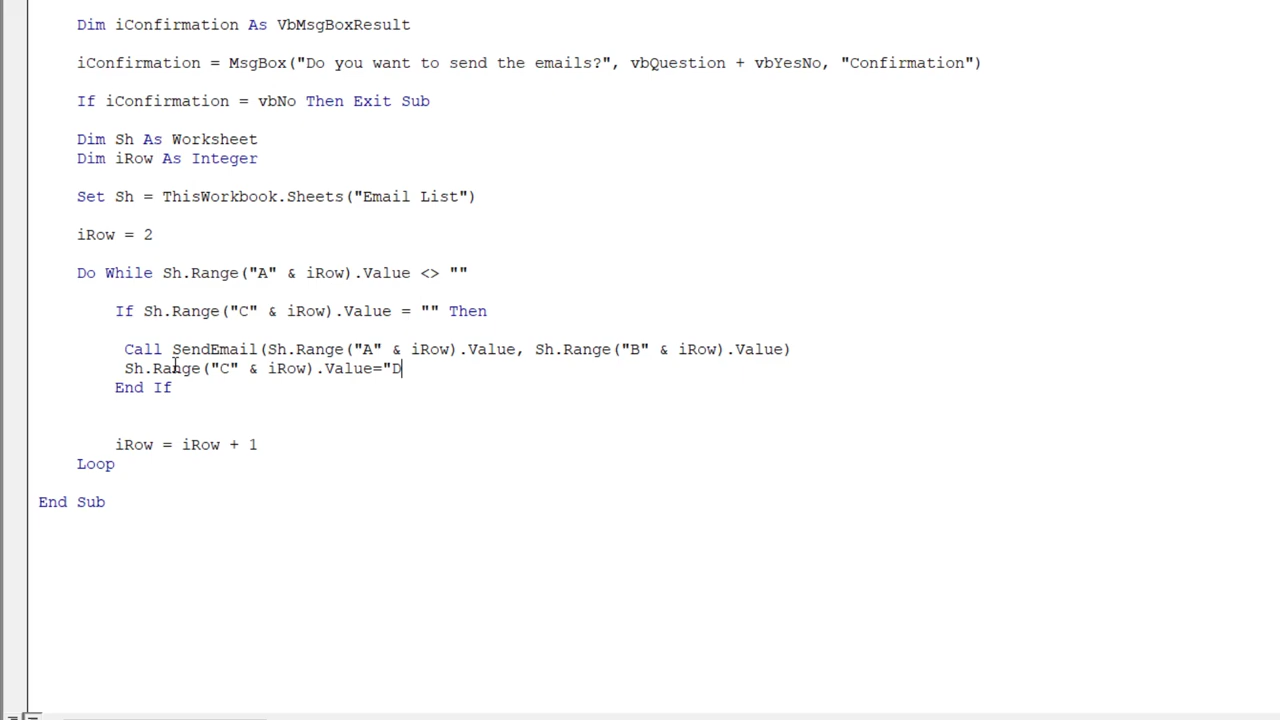 Dim iConfirmation As VbMsgBoxResult
iConfirmation = MsgBox("Do you want to send the emails?", vbQuestion + vbYesNo, "Confirmation")
If iConfirmation = vbNo Then Exit Sub
Dim Sh As Worksheet
Dim iRow As Integer
Set Sh = ThisWorkbook.Sheets("Email List")
iRow = 2
Do While Sh.Range("A" & iRow).Value <> ""
If Sh.Range("C" & iRow).Value = "" Then
Call SendEmail(Sh.Range("A" & iRow).Value, Sh.Range("B" & iRow).Value)
Sh.Range("C" & iRow).Value="D
End If
iRow = iRow + 1
Loop
End Sub